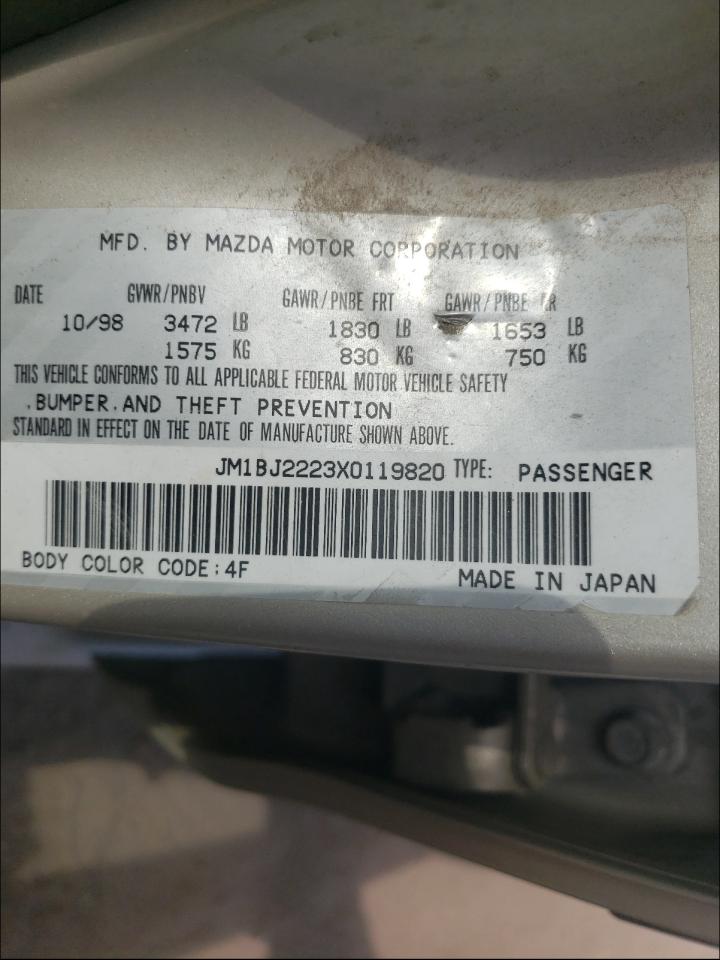 MFD. BY MAZDA MOTOR CORPORATION
DATE GVWR/PNBV GAWR/PNBE FRT GAWR/PNBE RR
10/98 3472 LB 1830 LB 1653 LB
1575 KG 830 KG 750 KG
THIS VEHICLE CONFORMS TO ALL APPLICABLE FEDERAL MOTOR VEHICLE SAFETY
,BUMPER,AND THEFT PREVENTION
STANDARD IN EFFECT ON THE DATE OF MANUFACTURE SHOWN ABOVE.
JM1BJ2223X0119820 TYPE: PASSENGER
BODY COLOR CODE:4F MADE IN JAPAN